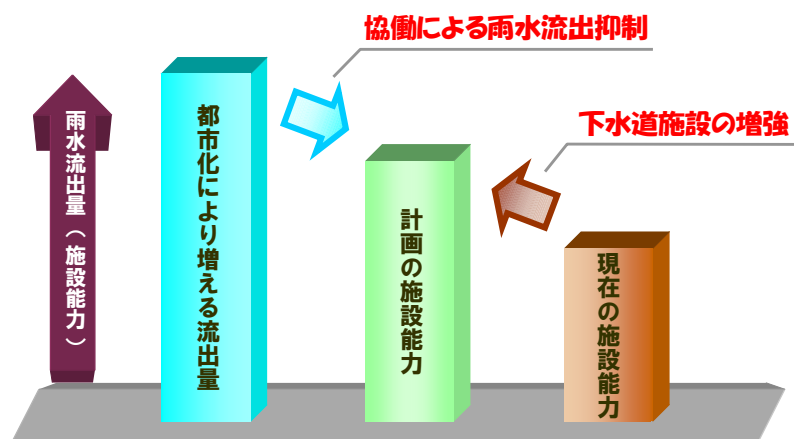 協働による雨水流出抑制
下水道施設の増強
雨水流出量（施設能力）
都市化により増える流出量
計画の施設能力
現在の施設能力